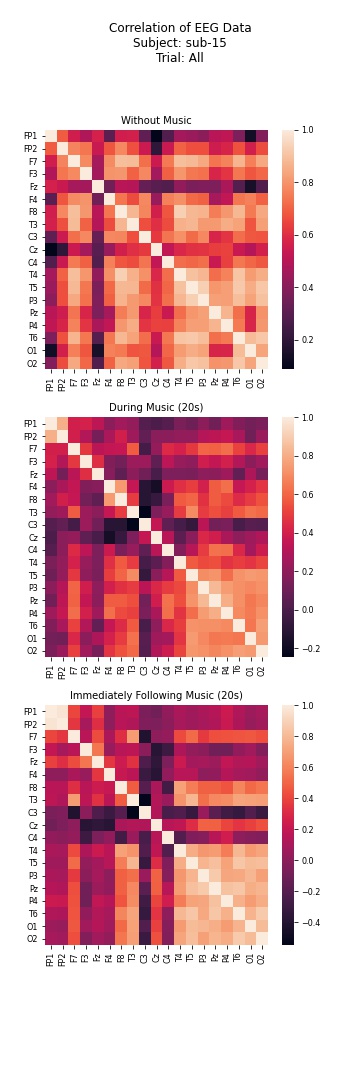 Correlation of EEG Data
Subject: sub-15
Trial: All
Without Music
FP1
FP2
F7
F3
Fz
F4
F8
T3
C3
Cz
C4
T4
T5
P3
Pz
P4
T6
O1
O2
FP1 FP2 F7 F3 Fz F4 F8 T3 C3 Cz C4 T4 T5 P3 Pz P4 T6 O1 O2
1.0
0.8
0.6
0.4
0.2
During Music (20s)
FP1
FP2
F7
F3
Fz
F4
F8
T3
C3
Cz
C4
T4
T5
P3
Pz
P4
T6
O1
O2
FP1 FP2 F7 F3 Fz F4 F8 T3 C3 Cz C4 T4 T5 P3 Pz P4 T6 O1 O2
1.0
0.8
0.6
0.4
0.2
0.0
−0.2
Immediately Following Music (20s)
FP1
FP2
F7
F3
Fz
F4
F8
T3
C3
Cz
C4
T4
T5
P3
Pz
P4
T6
O1
O2
FP1 FP2 F7 F3 Fz F4 F8 T3 C3 Cz C4 T4 T5 P3 Pz P4 T6 O1 O2
1.0
0.8
0.6
0.4
0.2
0.0
−0.2
−0.4